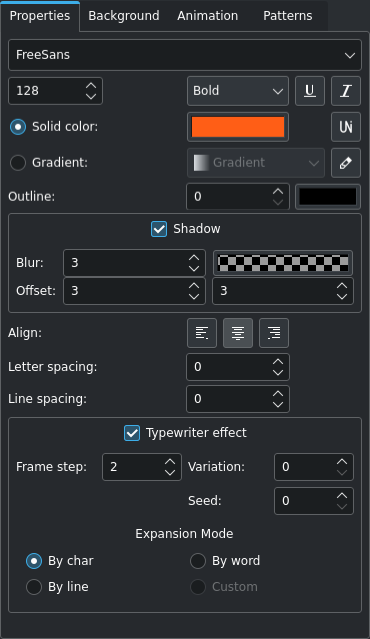 Properties Background Animation Patterns
FreeSans
128 Bold U I
Solid color: UN
Gradient: Gradient
Outline: 0
Shadow
Blur: 3
Offset: 3 3
Align:
Letter spacing: 0
Line spacing: 0
Typewriter effect
Frame step: 2 Variation: 0
Seed: 0
Expansion Mode
By char By word
By line Custom